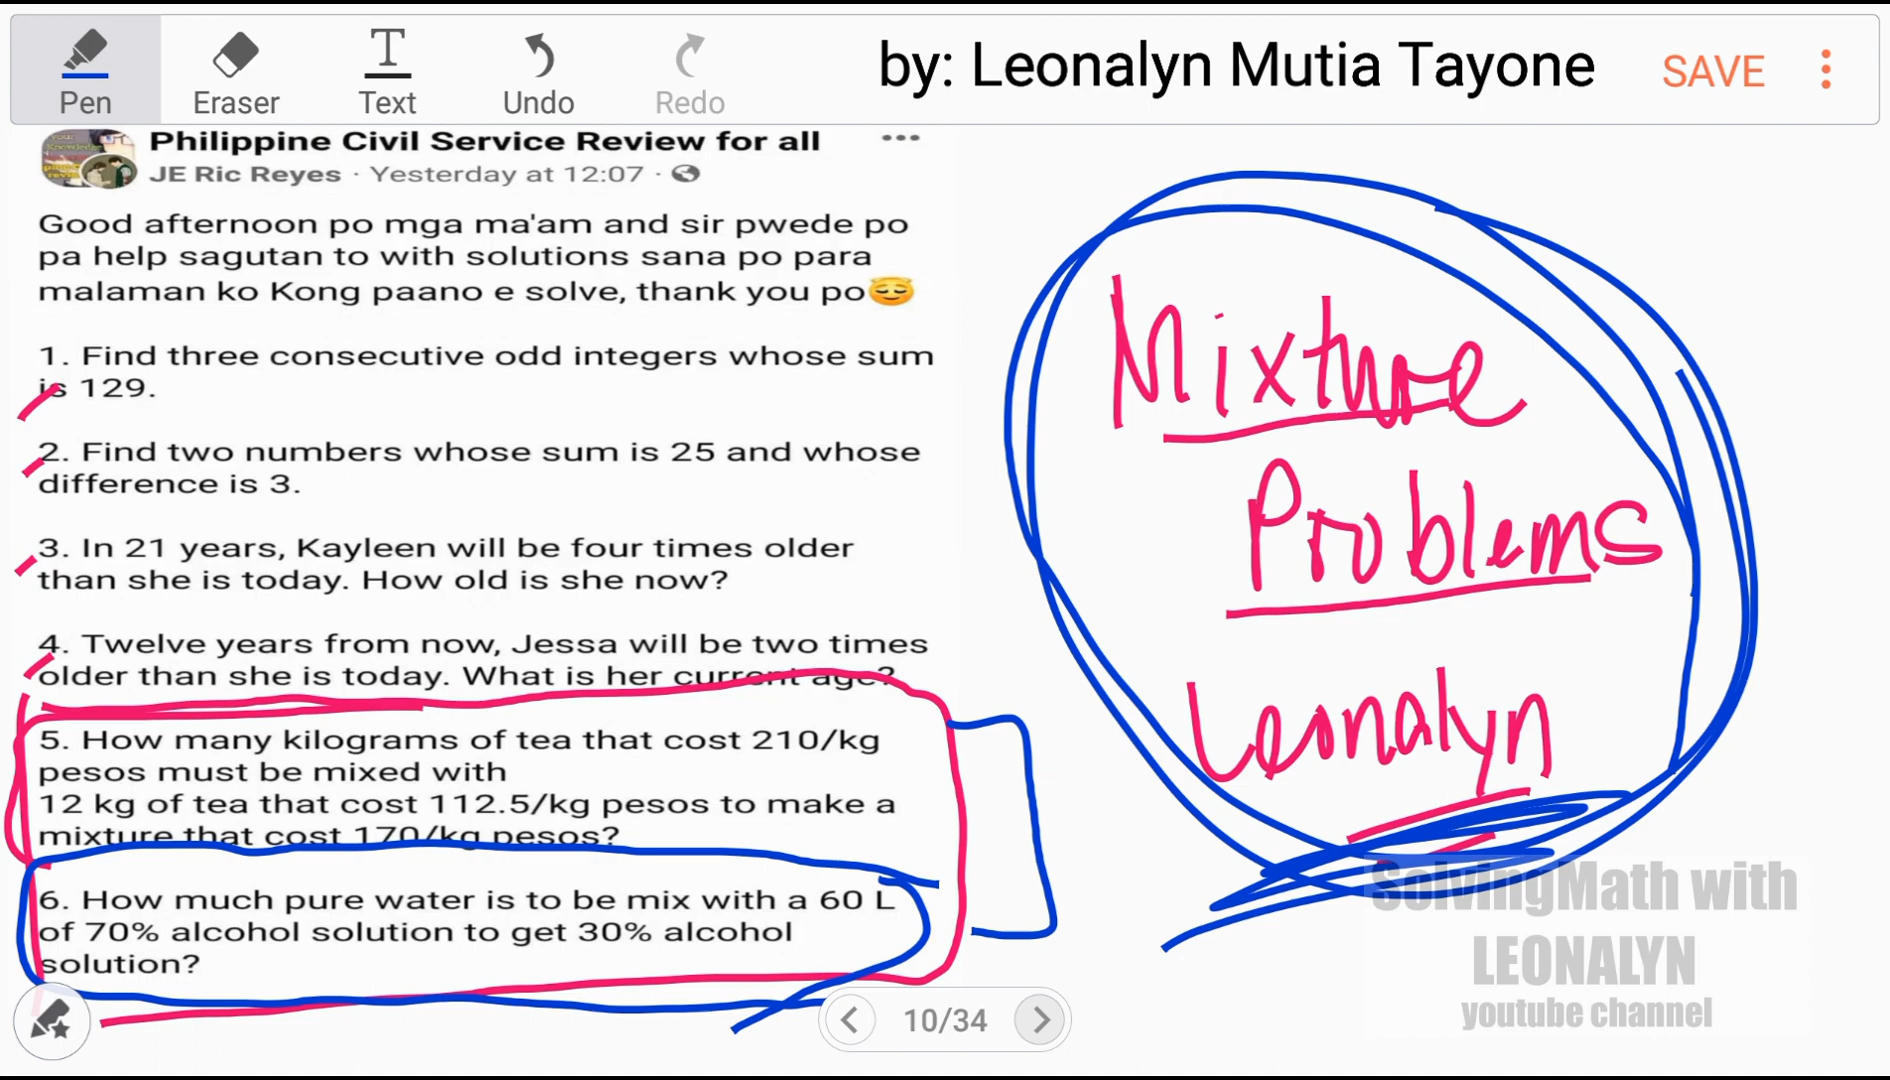 Pen
Eraser
Text
Undo
Redo
by: Leonalyn Mutia Tayone
SAVE
Philippine Civil Service Review for all
JE Ric Reyes · Yesterday at 12:07 ·
Good afternoon po mga ma'am and sir pwede po
pa help sagutan to with solutions sana po para
malaman ko Kong paano e solve, thank you po
1. Find three consecutive odd integers whose sum
is 129.
2. Find two numbers whose sum is 25 and whose
difference is 3.
3. In 21 years, Kayleen will be four times older
than she is today. How old is she now?
4. Twelve years from now, Jessa will be two times
older than she is today. What is her current age?
5. How many kilograms of tea that cost 210/kg
pesos must be mixed with
12 kg of tea that cost 112.5/kg pesos to make a
mixture that cost 170/kg pesos?
6. How much pure water is to be mix with a 60 L
of 70% alcohol solution to get 30% alcohol
solution?
Mixture
Problems
Leonalyn
SolvingMath with
LEONALYN
youtube channel
10/34